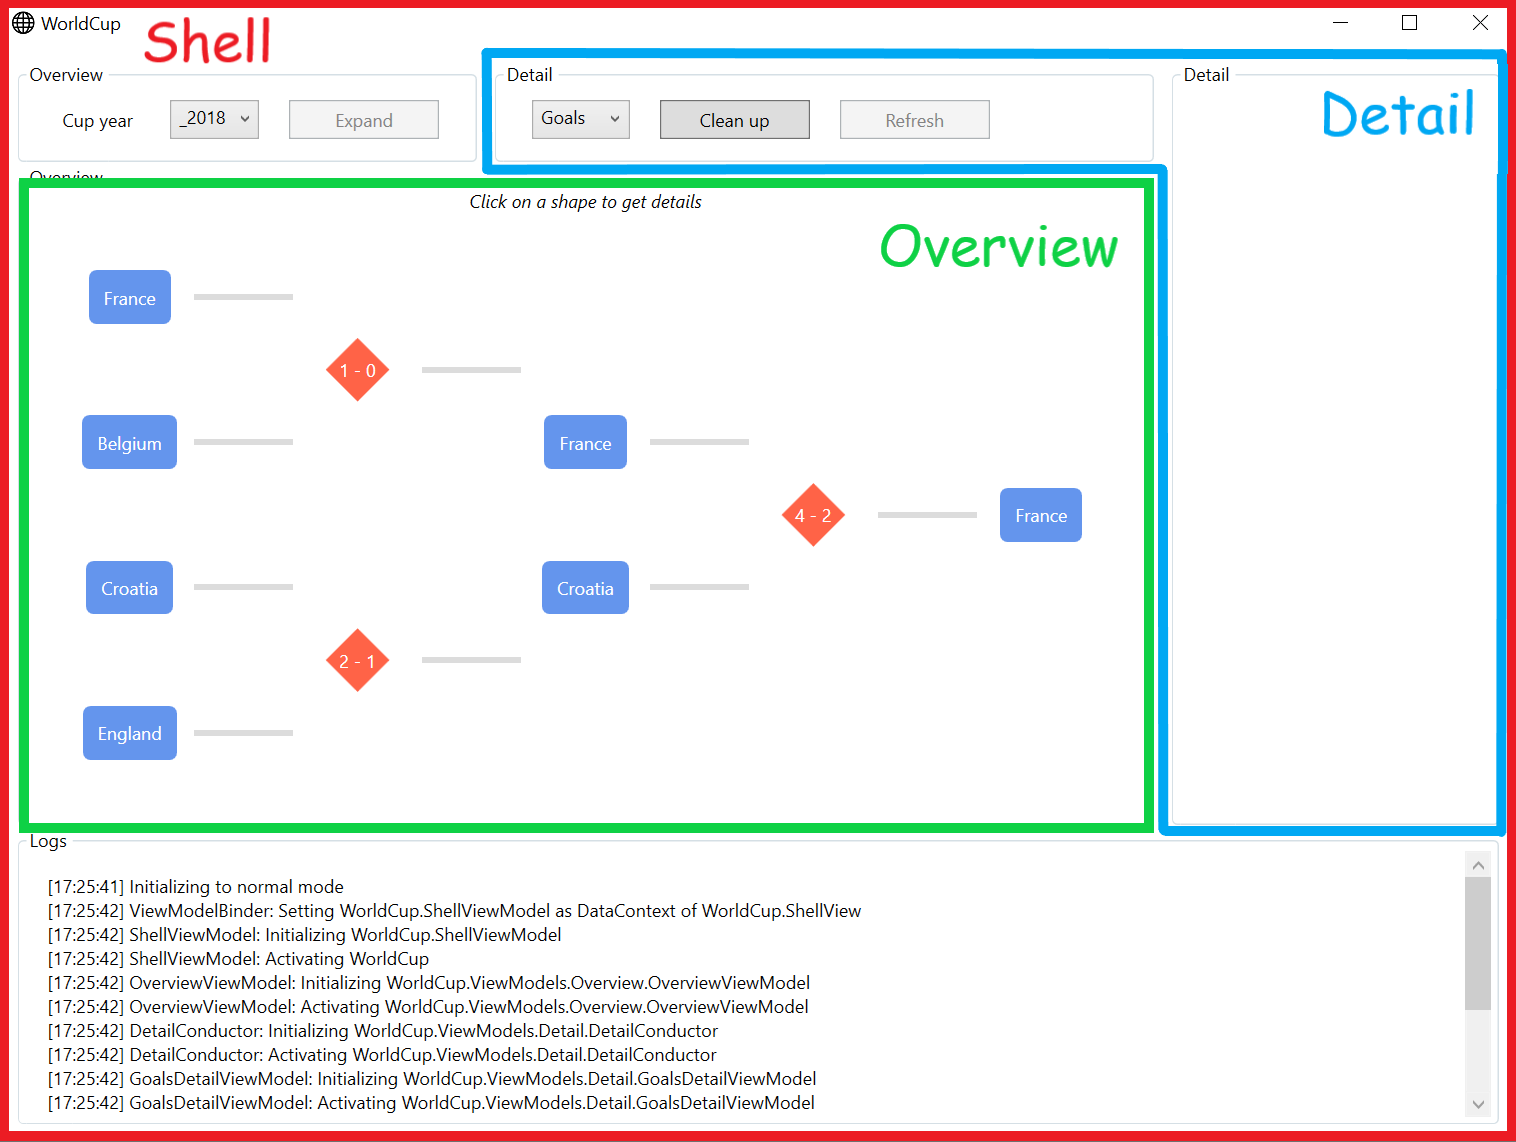 WorldCup
Shell
Overview
Cup year
_2018
Expand
Detail
Goals
Clean up
Refresh
Detail
Detail
Overview
Click on a shape to get details
Overview
France
1 - 0
Belgium
France
4 - 2
France
Croatia
Croatia
2 - 1
England
Logs
[17:25:41] Initializing to normal mode
[17:25:42] ViewModelBinder: Setting WorldCup.ShellViewModel as DataContext of WorldCup.ShellView
[17:25:42] ShellViewModel: Initializing WorldCup.ShellViewModel
[17:25:42] ShellViewModel: Activating WorldCup
[17:25:42] OverviewViewModel: Initializing WorldCup.ViewModels.Overview.OverviewViewModel
[17:25:42] OverviewViewModel: Activating WorldCup.ViewModels.Overview.OverviewViewModel
[17:25:42] DetailConductor: Initializing WorldCup.ViewModels.Detail.DetailConductor
[17:25:42] DetailConductor: Activating WorldCup.ViewModels.Detail.DetailConductor
[17:25:42] GoalsDetailViewModel: Initializing WorldCup.ViewModels.Detail.GoalsDetailViewModel
[17:25:42] GoalsDetailViewModel: Activating WorldCup.ViewModels.Detail.GoalsDetailViewModel